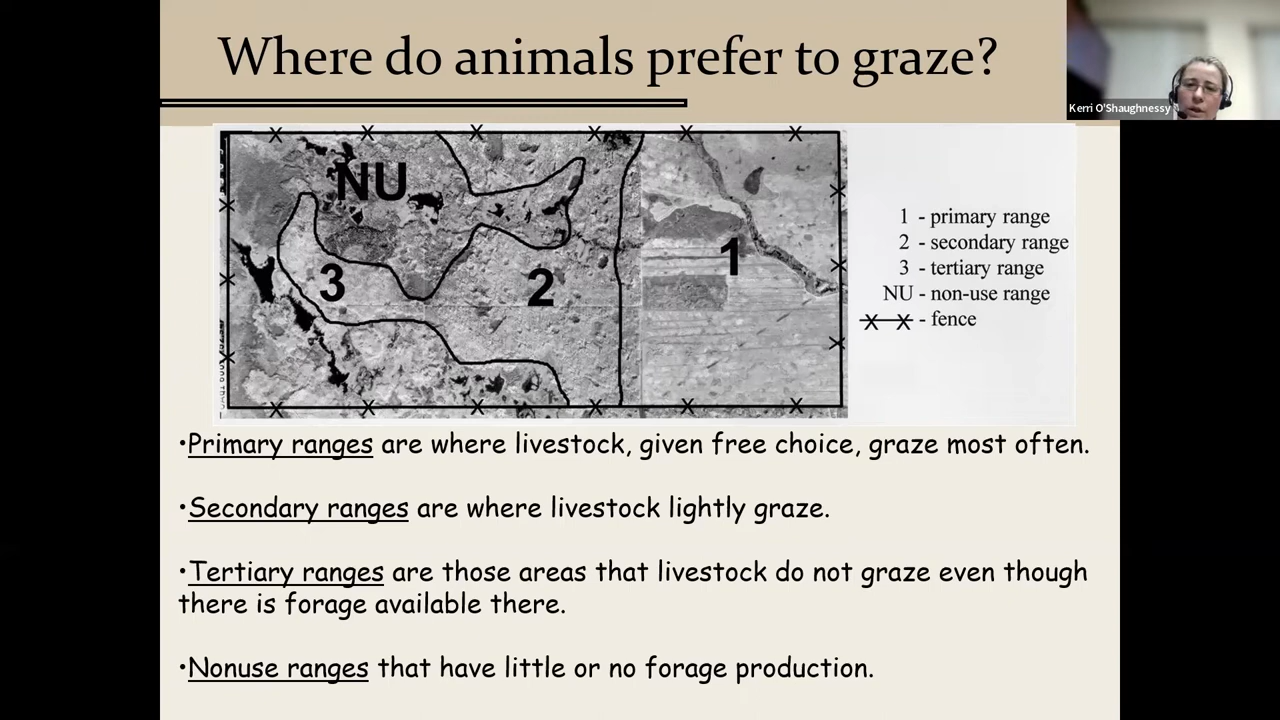 Where do animals prefer to graze?
Kerri O'Shaughnessy
NU
3
2
1
1 - primary range
2 - secondary range
3 - tertiary range
NU - non-use range
X X - fence
•Primary ranges are where livestock, given free choice, graze most often.
•Secondary ranges are where livestock lightly graze.
•Tertiary ranges are those areas that livestock do not graze even though
there is forage available there.
•Nonuse ranges that have little or no forage production.